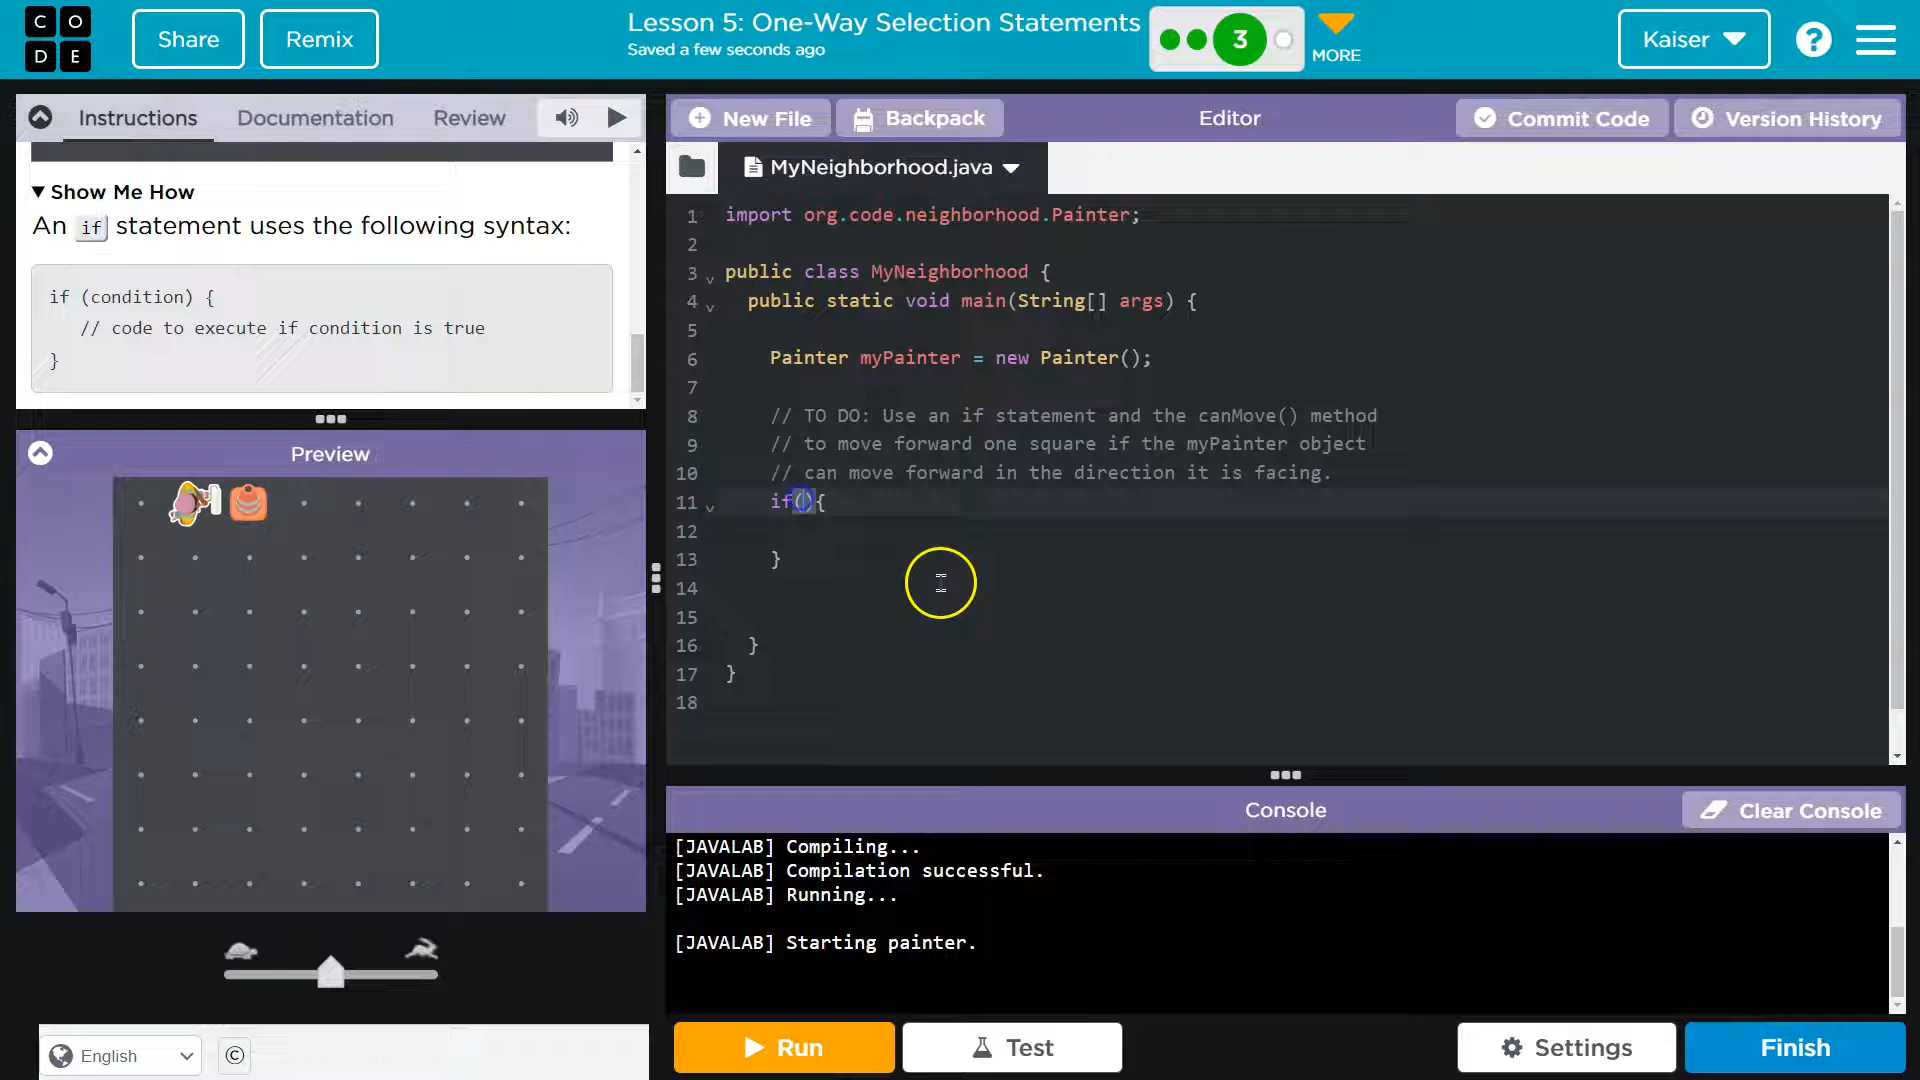 C O D E
Share
Remix
Lesson 5: One-Way Selection Statements
Saved a few seconds ago
3
MORE
Kaiser
?
Instructions
Documentation
Review
New File
Backpack
Editor
Commit Code
Version History
MyNeighborhood.java
Show Me How
An if statement uses the following syntax:
if (condition) {
// code to execute if condition is true
}
Preview
1 import org.code.neighborhood.Painter;
2
3 public class MyNeighborhood {
4 public static void main(String[] args) {
5
6 Painter myPainter = new Painter();
7
8 // TO DO: Use an if statement and the canMove() method
9 // to move forward one square if the myPainter object
10 // can move forward in the direction it is facing.
11 if(){
12
13 }
14
15
16 }
17 }
18
Console
Clear Console
[JAVALAB] Compiling...
[JAVALAB] Compilation successful.
[JAVALAB] Running...
[JAVALAB] Starting painter.
English
©
Run
Test
Settings
Finish